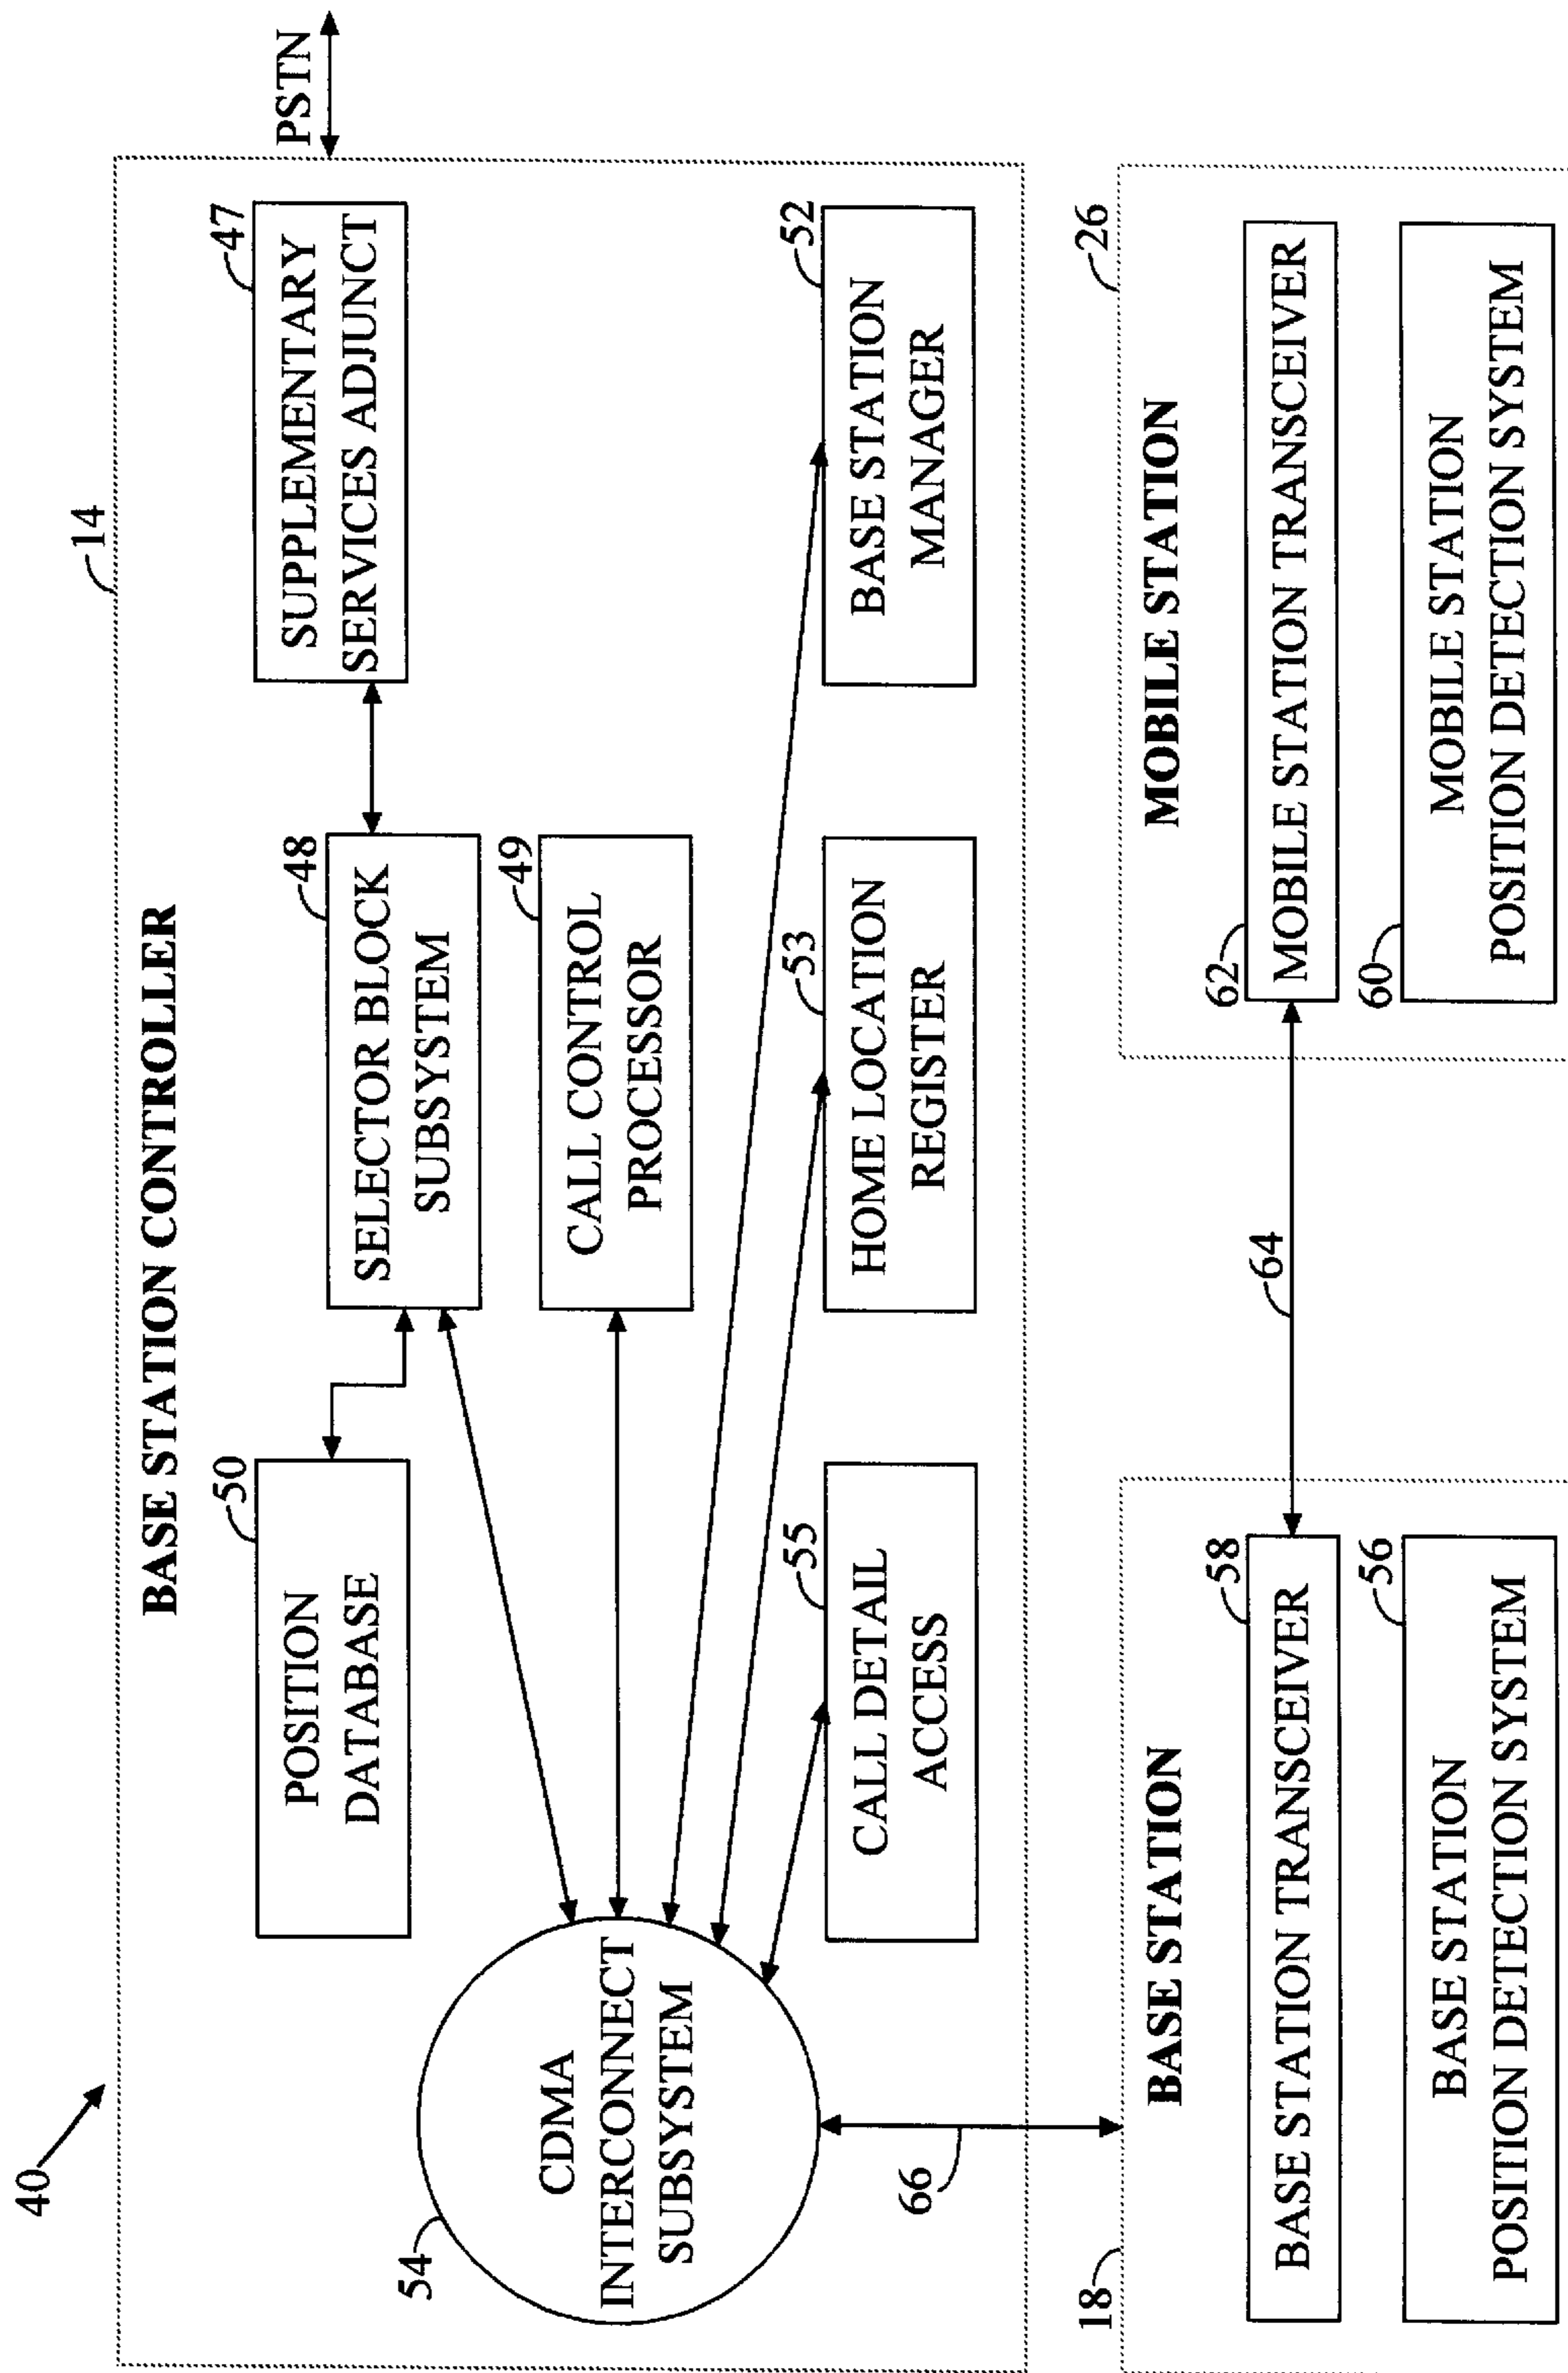 40
14
BASE STATION CONTROLLER
PSTN
50
POSITION
DATABASE
48
SELECTOR BLOCK
SUBSYSTEM
47
SUPPLEMENTARY
SERVICES ADJUNCT
49
CALL CONTROL
PROCESSOR
54
CDMA
INTERCONNECT
SUBSYSTEM
55
CALL DETAIL
ACCESS
53
HOME LOCATION
REGISTER
52
BASE STATION
MANAGER
66
18
BASE STATION
58
BASE STATION TRANSCEIVER
56
BASE STATION
POSITION DETECTION SYSTEM
64
26
MOBILE STATION
62
MOBILE STATION TRANSCEIVER
60
MOBILE STATION
POSITION DETECTION SYSTEM